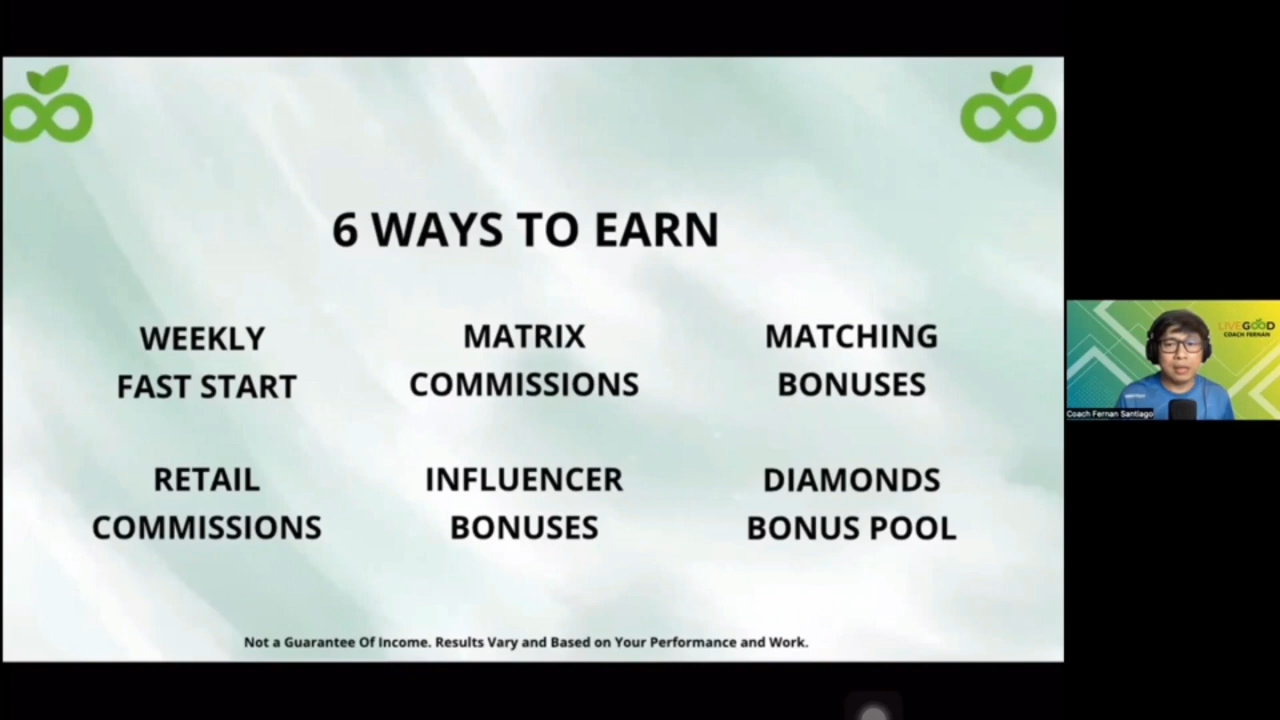 6 WAYS TO EARN
WEEKLY
FAST START
MATRIX
COMMISSIONS
MATCHING
BONUSES
RETAIL
COMMISSIONS
INFLUENCER
BONUSES
DIAMONDS
BONUS POOL
Not a Guarantee Of Income. Results Vary and Based on Your Performance and Work.
LIVEGOOD
COACH FERNAN
Coach Fernan Santiago